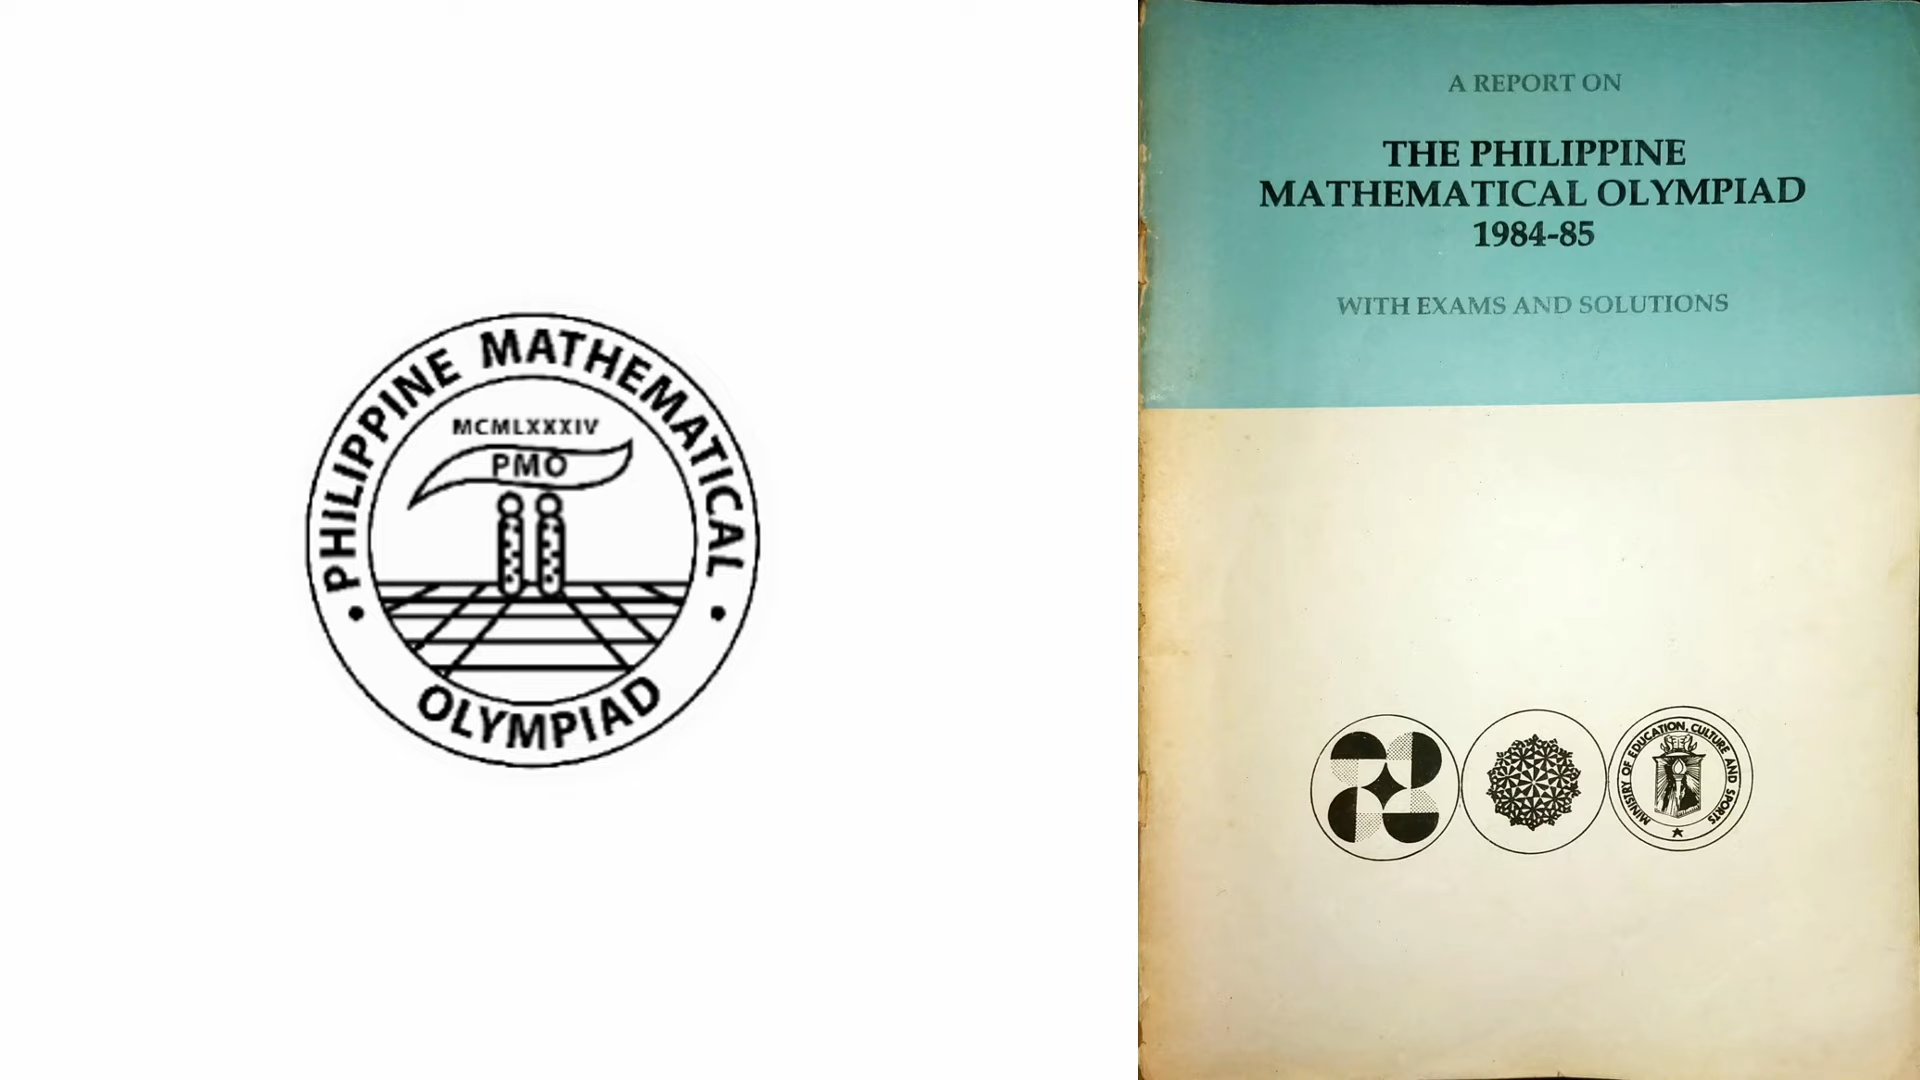 PHILIPPINE MATHEMATICAL
MCMLXXXIV
PMO
OLYMPIAD
A REPORT ON
THE PHILIPPINE
MATHEMATICAL OLYMPIAD
1984-85
WITH EXAMS AND SOLUTIONS
MINISTRY OF EDUCATION, CULTURE AND SPORTS